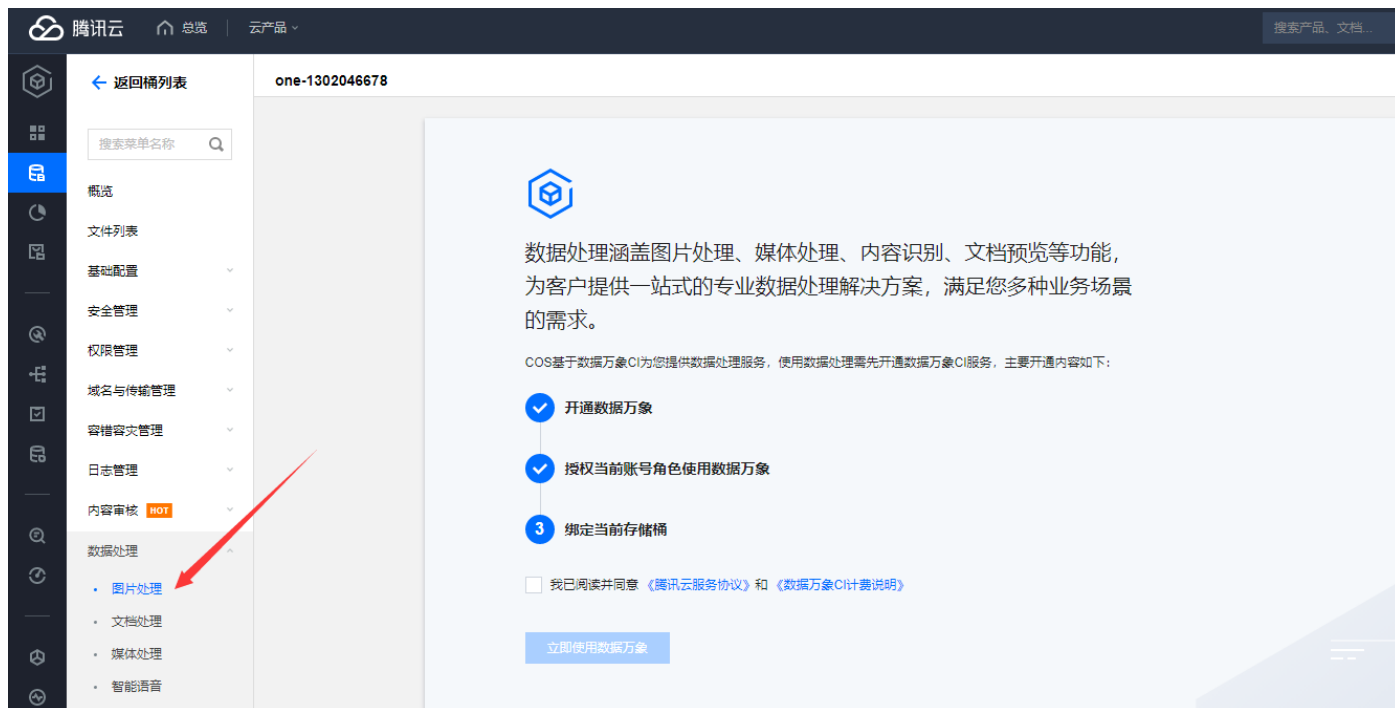 腾讯云 总览 云产品 搜索产品、文档...
返回桶列表 one-1302046678
搜索菜单名称
概览
文件列表
基础配置
安全管理
权限管理
域名与传输管理
容错容灾管理
日志管理
内容审核 HOT
数据处理
图片处理
文档处理
媒体处理
智能语音
数据处理涵盖图片处理、媒体处理、内容识别、文档预览等功能，
为客户提供一站式的专业数据处理解决方案，满足您多种业务场景
的需求。
COS基于数据万象CI为您提供数据处理服务，使用数据处理需先开通数据万象CI服务，主要开通内容如下：
开通数据万象
授权当前账号角色使用数据万象
3 绑定当前存储桶
我已阅读并同意 《腾讯云服务协议》和 《数据万象CI计费说明》
立即使用数据万象